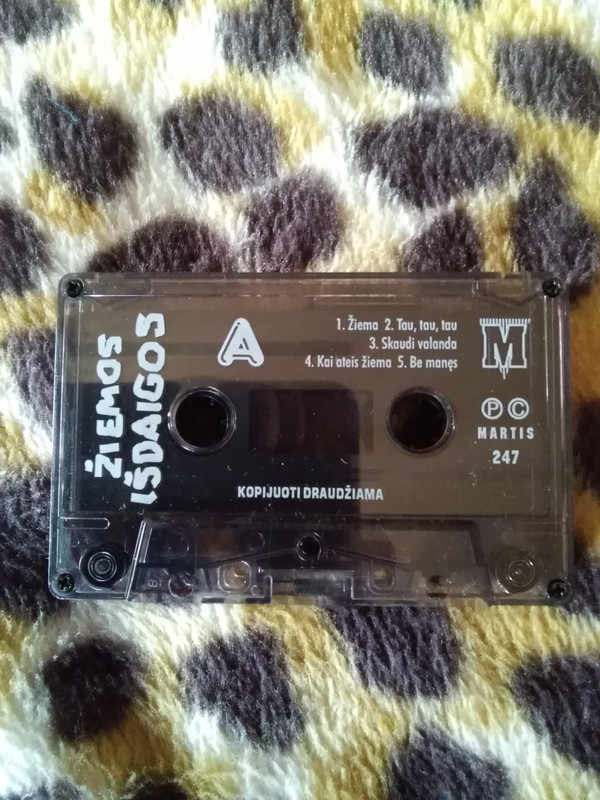 ŽIEMOS
IŠDAIGOS
A
1. Žiema 2. Tau, tau, tau
3. Skaudi valanda
4. Kai ateis žiema 5. Be manęs
M
Ⓟ Ⓒ
MARTIS
247
KOPIJUOTI DRAUDŽIAMA